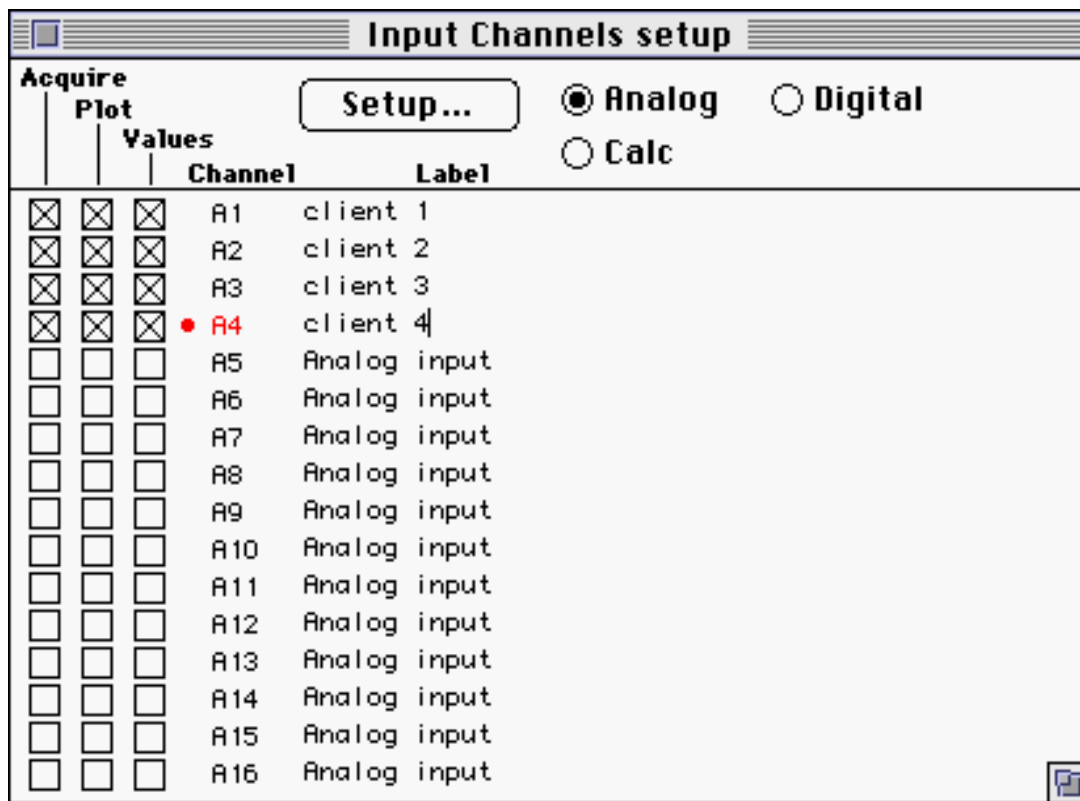 Input Channels setup
Acquire
Plot
Values
Setup...
Analog
Digital
Calc
Channel Label
A1 client 1
A2 client 2
A3 client 3
A4 client 4
A5 Analog input
A6 Analog input
A7 Analog input
A8 Analog input
A9 Analog input
A10 Analog input
A11 Analog input
A12 Analog input
A13 Analog input
A14 Analog input
A15 Analog input
A16 Analog input